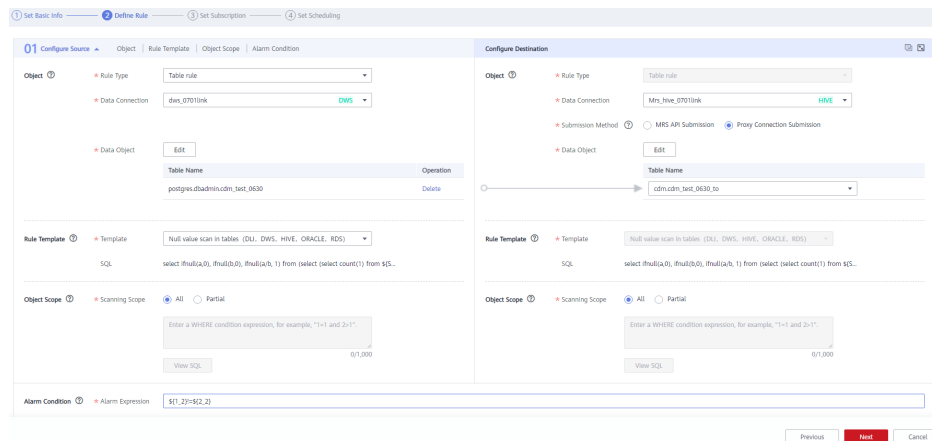 1 Set Basic Info 2 Define Rule 3 Set Subscription 4 Set Scheduling
01 Configure Source Object | Rule Template | Object Scope | Alarm Condition
Configure Destination
Object ? * Rule Type Table rule
Object ? * Rule Type Table rule
* Data Connection dws_0701link DWS
* Data Connection Mrs_hive_0701link HIVE
* Submission Method ? MRS API Submission Proxy Connection Submission
* Data Object Edit
* Data Object Edit
Table Name Operation
Table Name
postgres.dbadmin.cdm_test_0630 Delete
cdm.cdm_test_0630_to
Rule Template ? * Template Null value scan in tables (DLI, DWS, HIVE, ORACLE, RDS)
Rule Template ? * Template Null value scan in tables (DLI, DWS, HIVE, ORACLE, RDS)
SQL select ifnull(a,0), ifnull(b,0), ifnull(a/b, 1) from (select (select count(1) from ${S...
SQL select ifnull(a,0), ifnull(b,0), ifnull(a/b, 1) from (select (select count(1) from ${S...
Object Scope ? * Scanning Scope All Partial
Object Scope ? * Scanning Scope All Partial
Enter a WHERE condition expression, for example, "1=1 and 2>1".
Enter a WHERE condition expression, for example, "1=1 and 2>1".
0/1,000
0/1,000
View SQL
View SQL
Alarm Condition ? * Alarm Expression ${1_2}!=${2_2}
Previous Next Cancel